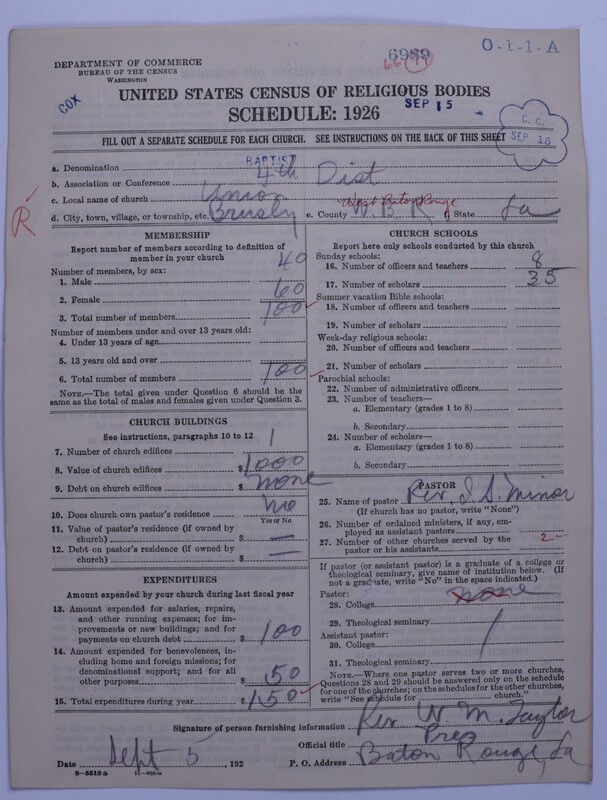 6989
O-1-1-A
DEPARTMENT OF COMMERCE
BUREAU OF THE CENSUS
WASHINGTON
COX
UNITED STATES CENSUS OF RELIGIOUS BODIES
SCHEDULE: 1926
SEP 15
C. C.
SEP 15
FILL OUT A SEPARATE SCHEDULE FOR EACH CHURCH. SEE INSTRUCTIONS ON THE BACK OF THIS SHEET
a. Denomination BAPTIST
b. Association or Conference 4th Dist
c. Local name of church Union
d. City, town, village, or township, etc. Brusly e. County W. B. R. West Baton Rouge f. State La
R
MEMBERSHIP
Report number of members according to definition of
member in your church
Number of members, by sex:
1. Male 40
2. Female 60
3. Total number of members 100
Number of members under and over 13 years old:
4. Under 13 years of age
5. 13 years old and over
6. Total number of members 100
NOTE.—The total given under Question 6 should be the
same as the total of males and females given under Question 3.
CHURCH BUILDINGS
See instructions, paragraphs 10 to 12
7. Number of church edifices 1
8. Value of church edifices $ 1000
9. Debt on church edifices $ none
10. Does church own pastor's residence? no
Yes or No
11. Value of pastor's residence (if owned by
church) $ —
12. Debt on pastor's residence (if owned by
church) $ —
EXPENDITURES
Amount expended by your church during last fiscal year
13. Amount expended for salaries, repairs,
and other running expenses; for im-
provements or new buildings; and for
payments on church debt $ 100
14. Amount expended for benevolences, in-
cluding home and foreign missions; for
denominational support; and for all
other purposes $ 50
15. Total expenditures during year $ 150
CHURCH SCHOOLS
Report here only schools conducted by this church
Sunday schools:
16. Number of officers and teachers 8
17. Number of scholars 35
Summer vacation Bible schools:
18. Number of officers and teachers
19. Number of scholars
Week-day religious schools:
20. Number of officers and teachers
21. Number of scholars
Parochial schools:
22. Number of administrative officers
23. Number of teachers—
a. Elementary (grades 1 to 8)
b. Secondary
24. Number of scholars—
a. Elementary (grades 1 to 8)
b. Secondary
PASTOR
25. Name of pastor Rev. I. S. Minor
(If church has no pastor, write "None")
26. Number of ordained ministers, if any, em-
ployed as assistant pastors
27. Number of other churches served by the
pastor or his assistants 2
If pastor (or assistant pastor) is a graduate of a college or
theological seminary, give name of institution below. (If
not a graduate, write "No" in the space indicated.)
Pastor:
28. College none
29. Theological seminary
Assistant pastor:
30. College
31. Theological seminary
NOTE.—Where one pastor serves two or more churches,
Questions 28 and 29 should be answered only on the schedule
for one of the churches; on the schedules for the other churches,
write "See schedule for church."
Signature of person furnishing information Rev. W. M. Taylor
Official title Pres
Date Sept 5, 192 P. O. Address Baton Rouge, La
8—5518 a